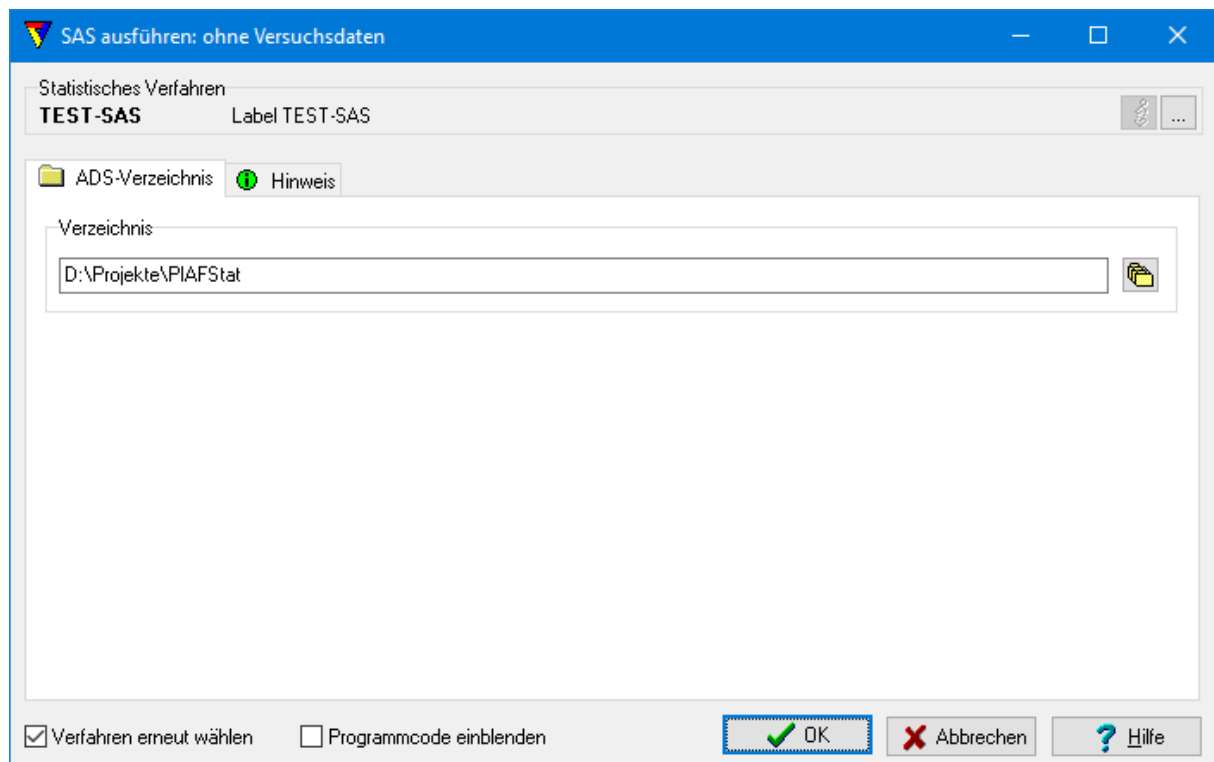 SAS ausführen: ohne Versuchsdaten
Statistisches Verfahren
TEST-SAS Label TEST-SAS
...
ADS-Verzeichnis Hinweis
Verzeichnis
D:\Projekte\PIAFStat
Verfahren erneut wählen Programmcode einblenden OK Abbrechen Hilfe